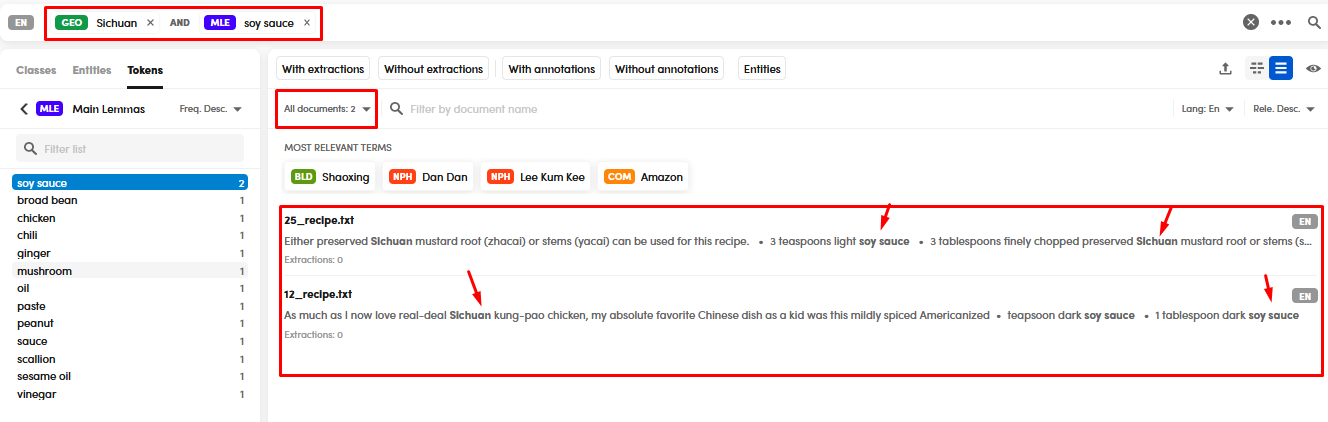 EN GEO Sichuan × AND MLE soy sauce ×
Classes Entities Tokens
MLE Main Lemmas Freq. Desc.
Filter list
soy sauce 2
broad bean 1
chicken 1
chili 1
ginger 1
mushroom 1
oil 1
paste 1
peanut 1
sauce 1
scallion 1
sesame oil 1
vinegar 1
With extractions Without extractions With annotations Without annotations Entities
All documents: 2 Filter by document name Lang: En Rele. Desc.
MOST RELEVANT TERMS
BLD Shaoxing NPH Dan Dan NPH Lee Kum Kee COM Amazon
25_recipe.txt EN
Either preserved Sichuan mustard root (zhacai) or stems (yacai) can be used for this recipe. • 3 teaspoons light soy sauce • 3 tablespoons finely chopped preserved Sichuan mustard root or stems (s...
Extractions: 0
12_recipe.txt EN
As much as I now love real-deal Sichuan kung-pao chicken, my absolute favorite Chinese dish as a kid was this mildly spiced Americanized • teapsoon dark soy sauce • 1 tablespoon dark soy sauce
Extractions: 0